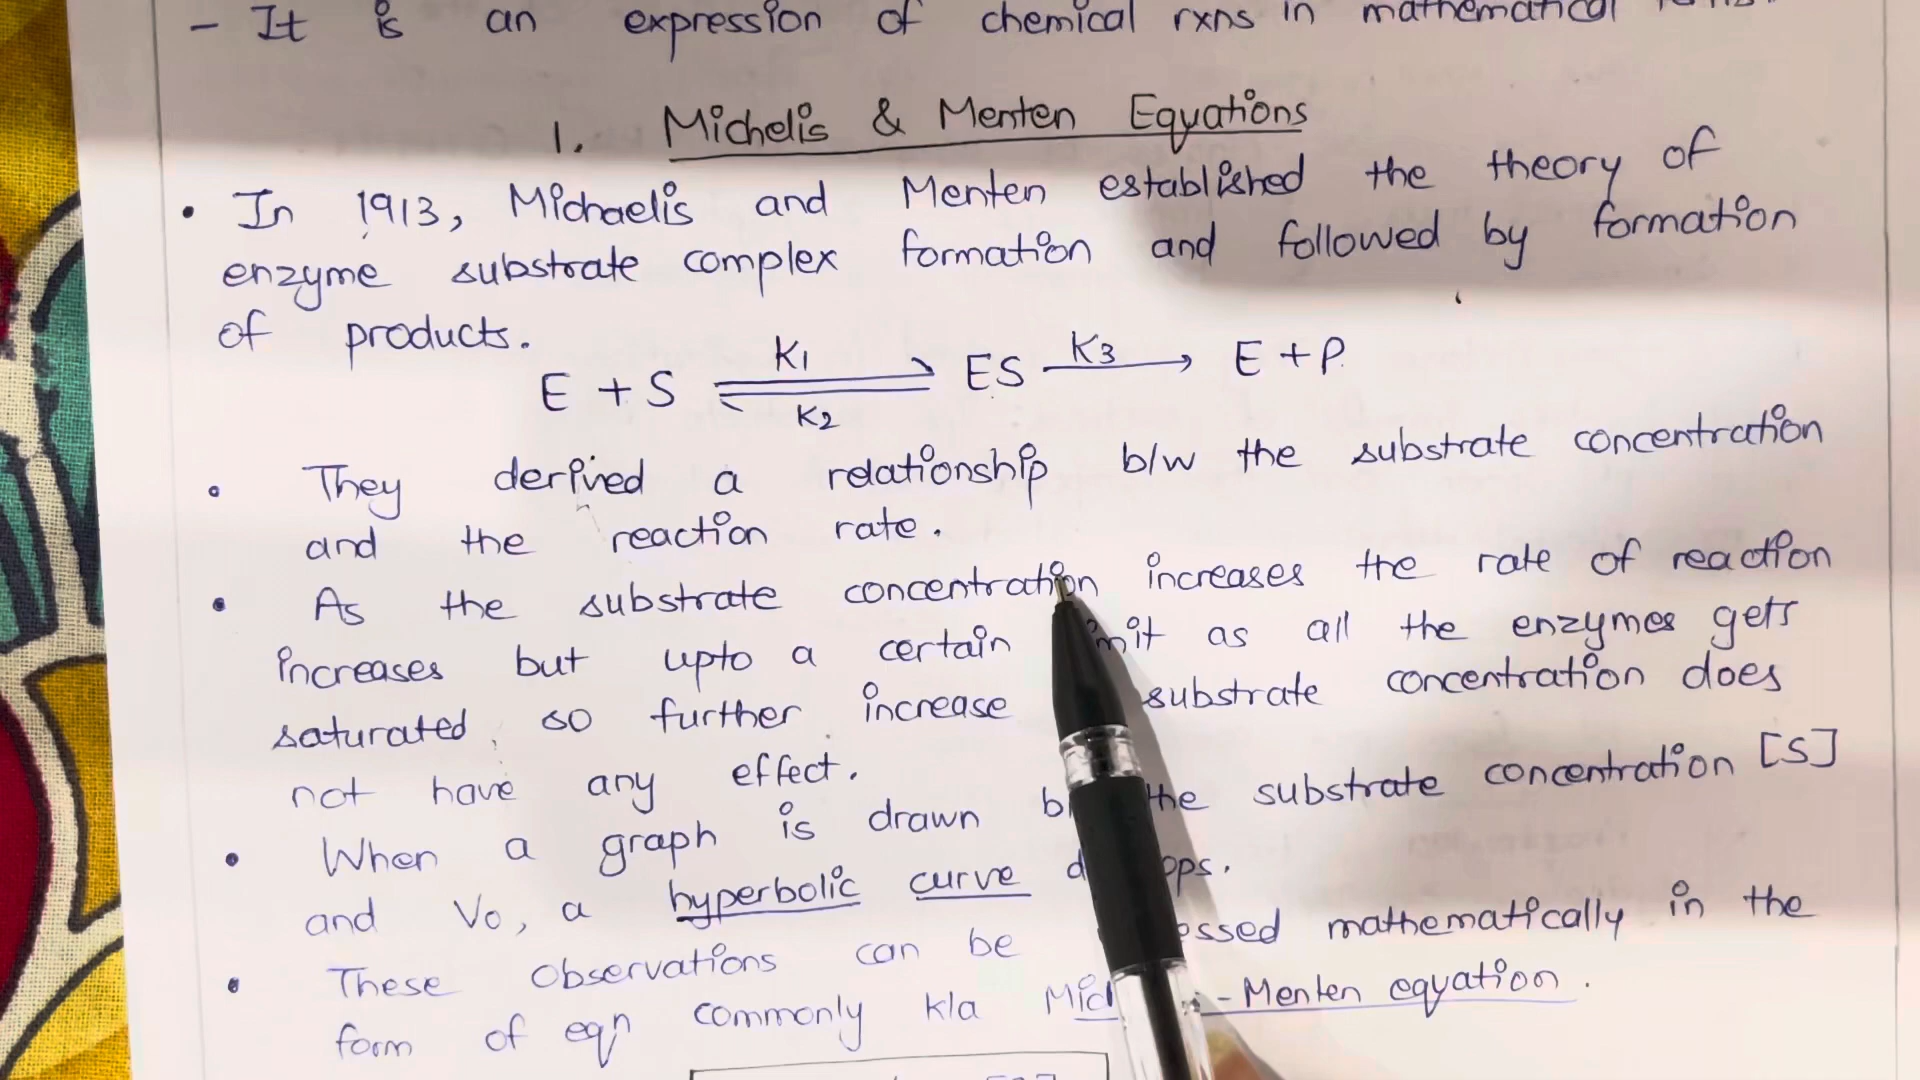 - It is an expression of chemical rxns in mathematical
1. Michelis & Menten Equations
• In 1913, Michaelis and Menten established the theory of
enzyme substrate complex formation and followed by formation
of products.
E + S ⇌ ES → E + P
K1 K3
K2
• They derived a relationship b/w the substrate concentration
and the reaction rate.
• As the substrate concentration increases the rate of reaction
increases but upto a certain as all the enzymes gets
saturated, so further increase substrate concentration does
not have any effect.
• When a graph is drawn the substrate concentration [S]
and Vo, a hyperbolic curve
• These observations can be mathematically in the
form of eqn commonly k/a - Menten equation.